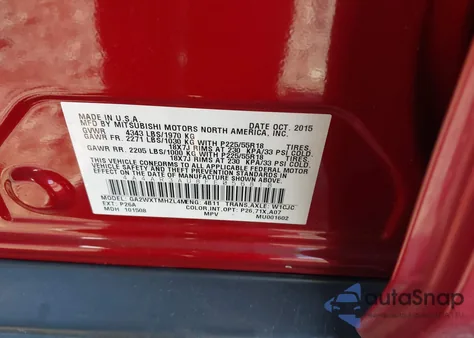 MADE IN U.S.A DATE OCT. 2015
MFD BY MITSUBISHI MOTORS NORTH AMERICA, INC.
GVWR 4343 LBS/1970 KG
GAWR FR. 2271 LBS/1030 KG WITH P225/55R18 TIRES,
18X7J RIMS AT 230 KPA/33 PSI COLD.
GAWR RR. 2205 LBS/1000 KG WITH P225/55R18 TIRES,
18X7J RIMS AT 230 KPA/33 PSI COLD.
THIS VEHICLE CONFORMS TO ALL APPLICABLE FEDERAL MOTOR
VEHICLE SAFETY AND THEFT PREVENTION STANDARDS IN
EFFECT ON THE DATE OF MANUFACTURE SHOWN ABOVE.
MODEL: GA2WXTMHZL4M ENG: 4B11 TRANS,AXLE: W1CJC
EXT: P26A COLOR,INT,OPT: P26,71X,A07
MDH: 101508 MPV MU001602
autoSnap